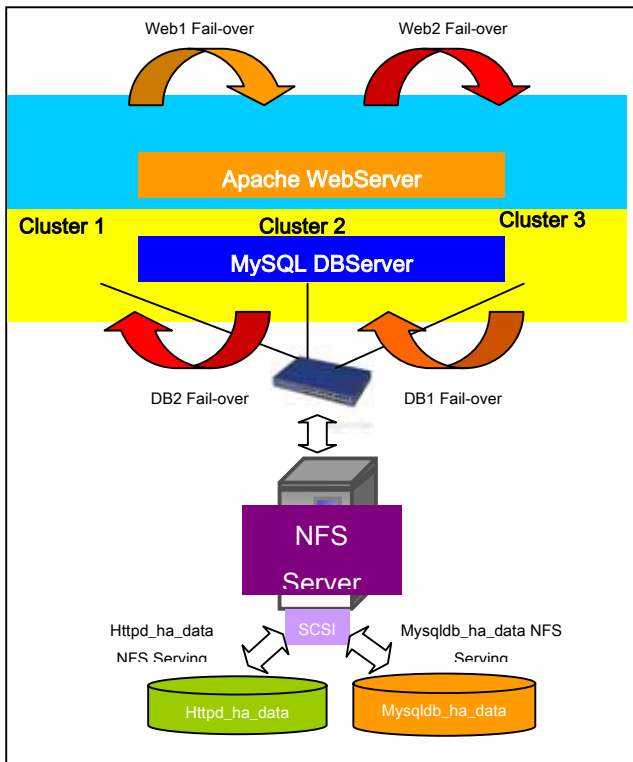 Web1 Fail-over
Web2 Fail-over
Apache WebServer
Cluster 1
Cluster 2
Cluster 3
MySQL DBServer
DB2 Fail-over
DB1 Fail-over
NFS
Server
SCSI
Httpd_ha_data
NFS Serving
Mysqldb_ha_data NFS
Serving
Httpd_ha_data
Mysqldb_ha_data